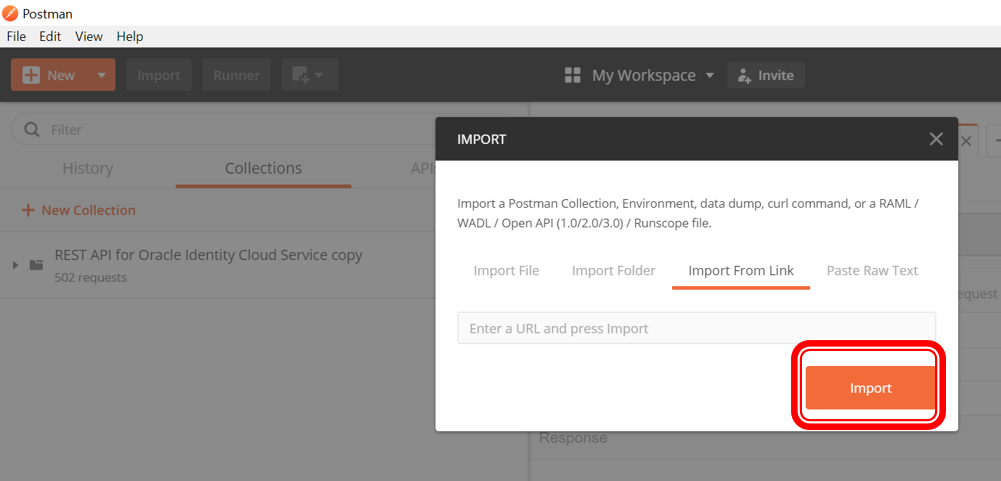 Postman
File Edit View Help
New Import Runner My Workspace Invite
Filter
History Collections APIs
New Collection
REST API for Oracle Identity Cloud Service copy
502 requests
IMPORT
Import a Postman Collection, Environment, data dump, curl command, or a RAML /
WADL / Open API (1.0/2.0/3.0) / Runscope file.
Import File Import Folder Import From Link Paste Raw Text
Enter a URL and press Import
Import
equest
Response